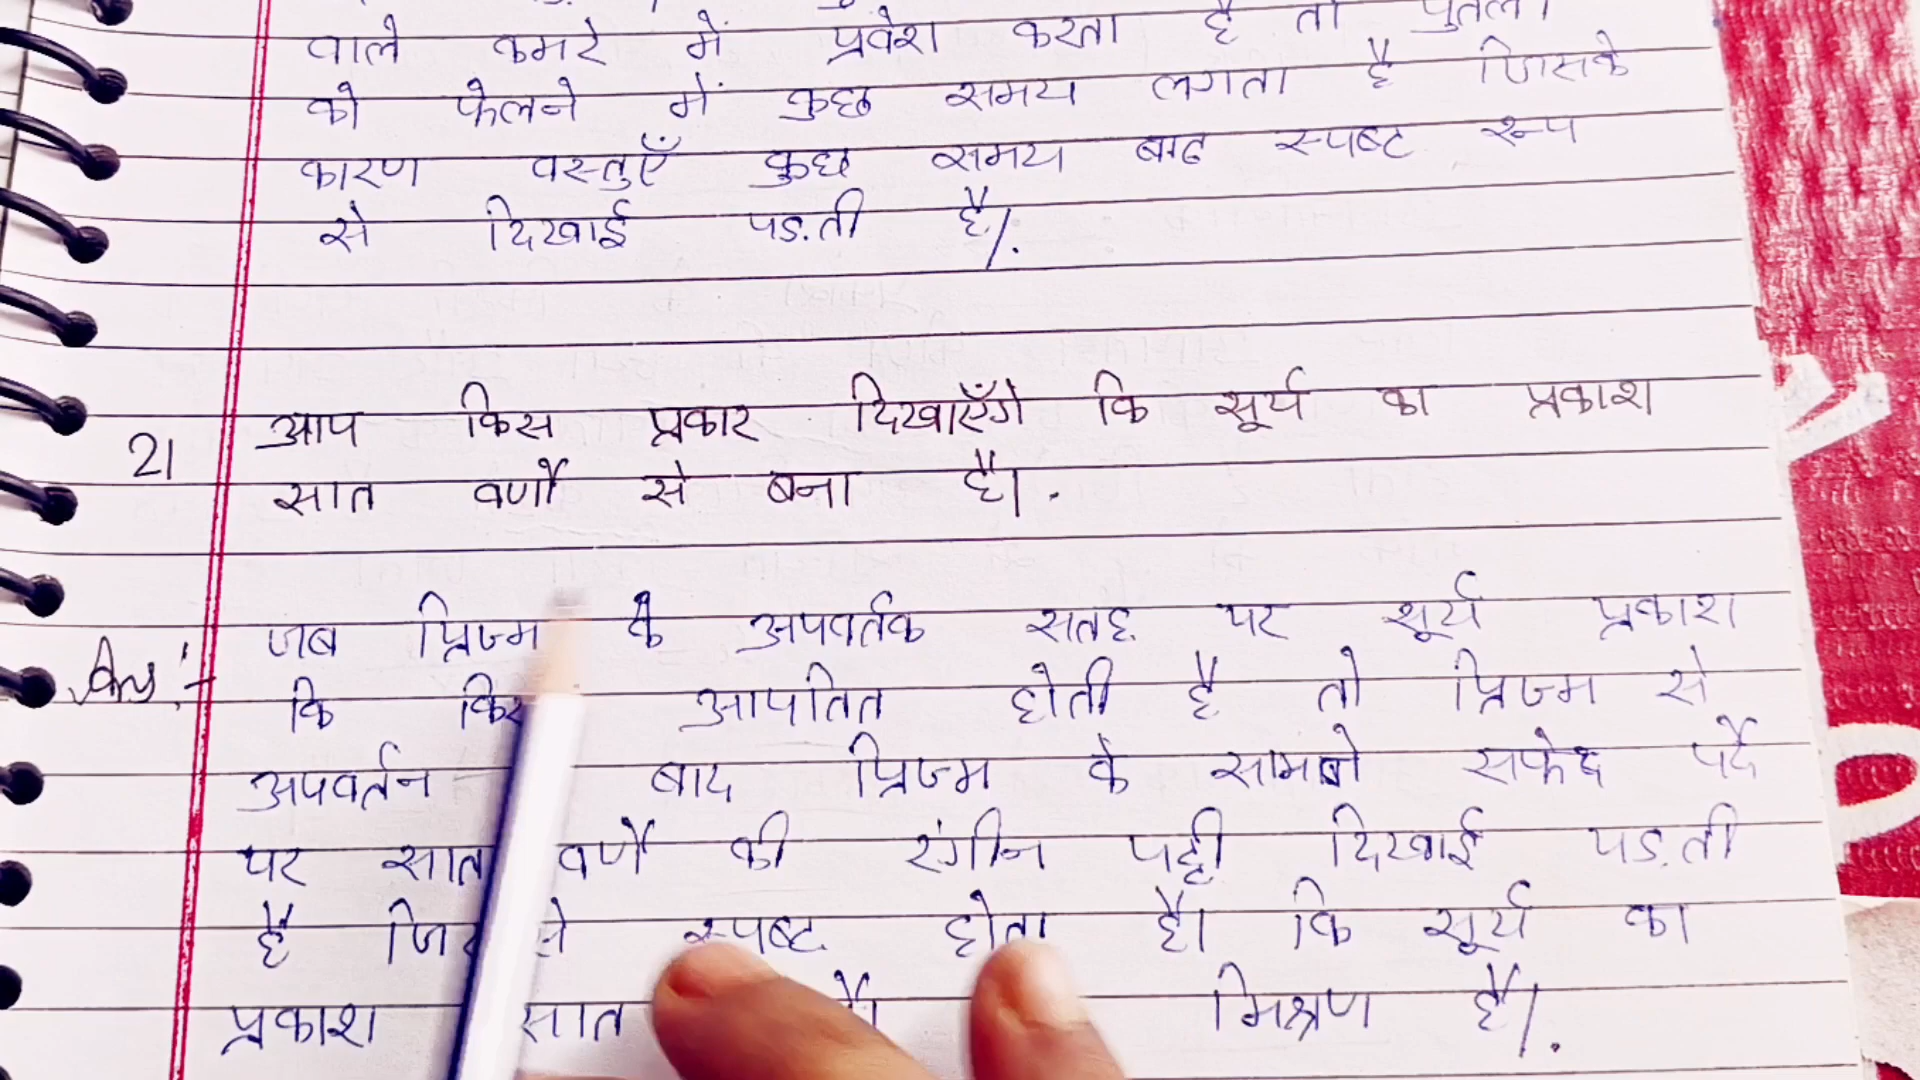 वाले कमरे में प्रवेश करता है तो पुतली
को फेलने में कुछ समय लगता है जिसके
कारण वस्तुएँ कुछ समय बाद स्पष्ट रूप
से दिखाई पड़ती है।
21 आप किस प्रकार दिखाएँगे कि सूर्य का प्रकाश
सात वर्णों से बना है।
Ans:- जब प्रिज्म के अपवर्तक सतह पर सूर्य प्रकाश
कि आपतित होती है तो प्रिज्म से
अपवर्तन बाद प्रिज्म के सामने सफेद पर्दे
पर सात वर्णों की रंगीन पट्टी दिखाई पड़ती
है स्पष्ट होता है। कि सूर्य का
प्रकाश सात मिश्रण है।